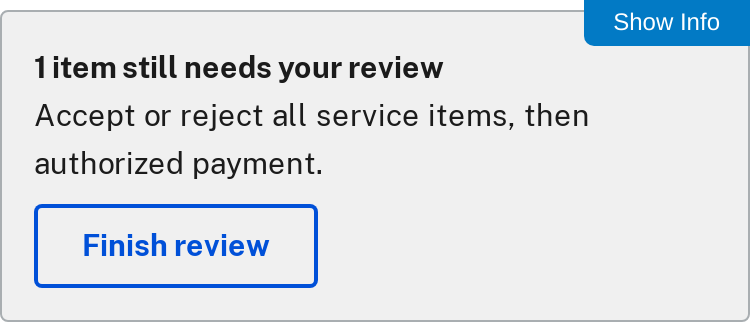 Show Info
1 item still needs your review
Accept or reject all service items, then
authorized payment.
Finish review